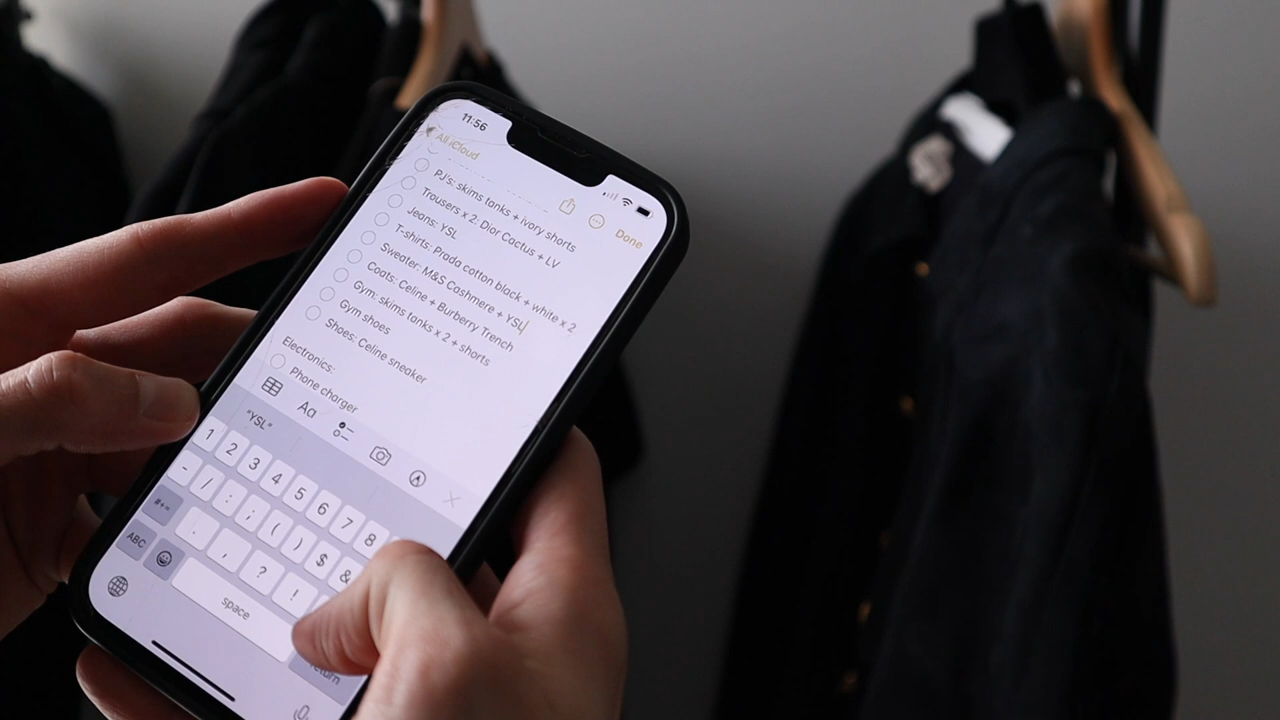 11:56
All iCloud
Done
PJ's: skims tanks + ivory shorts
Trousers x 2: Dior Cactus + LV
Jeans: YSL
T-shirts: Prada cotton black + white x 2
Sweater: M&S Cashmere + YSL
Coats: Celine + Burberry Trench
Gym: skims tanks x 2 + shorts
Gym shoes
Shoes: Celine sneaker
Electronics:
Phone charger
Aa
"YSL"
1 2 3 4 5 6 7 8
- / : ; ( ) $ &
#+= . , ? !
ABC space return